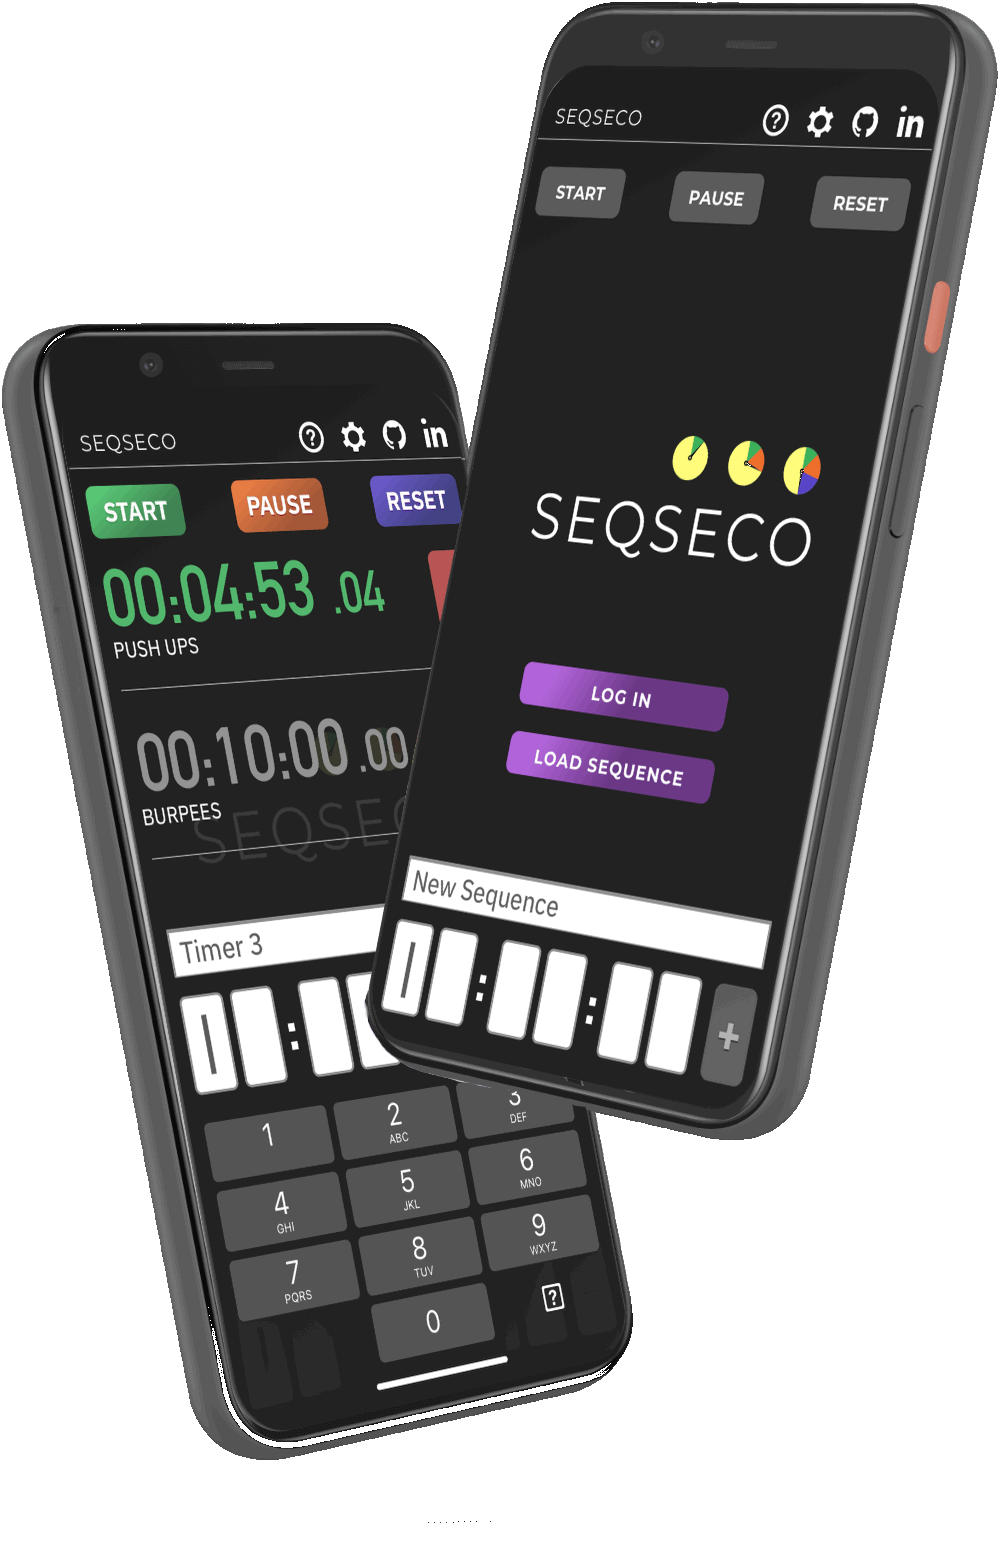 SEQSECO
START PAUSE RESET
SEQSECO
LOG IN
LOAD SEQUENCE
New Sequence
: :
+
SEQSECO
START PAUSE RESET
00:04:53 .04
PUSH UPS
00:10:00 .00
BURPEES
SEQSEC
Timer 3
:
1 2 3
ABC DEF
4 5 6
GHI JKL MNO
7 8 9
PQRS TUV WXYZ
0